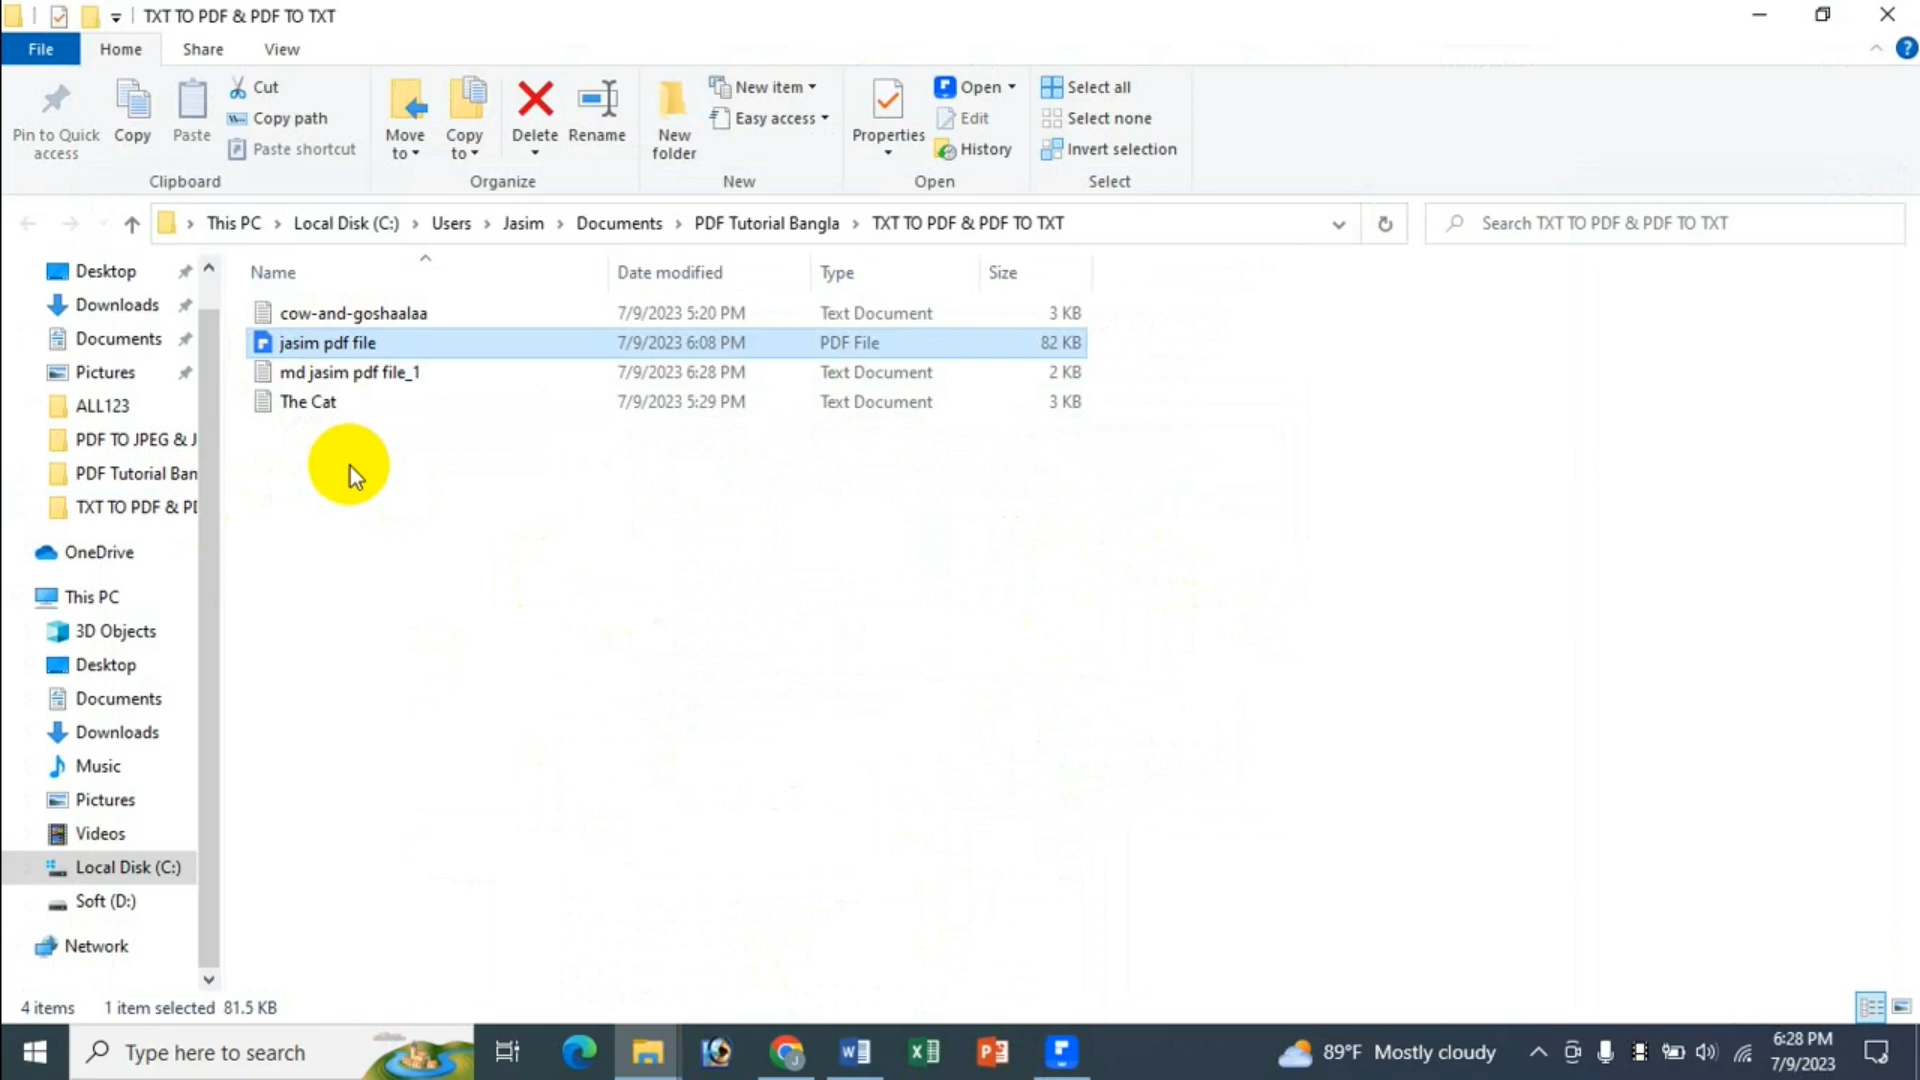 TXT TO PDF & PDF TO TXT
File Home Share View
Pin to Quick access
Copy
Paste
Cut
Copy path
Paste shortcut
Clipboard
Move to
Copy to
Delete
Rename
Organize
New folder
New item
Easy access
New
Properties
Open
Edit
History
Open
Select all
Select none
Invert selection
Select
This PC > Local Disk (C:) > Users > Jasim > Documents > PDF Tutorial Bangla > TXT TO PDF & PDF TO TXT
Search TXT TO PDF & PDF TO TXT
Desktop
Downloads
Documents
Pictures
ALL123
PDF TO JPEG & J
PDF Tutorial Ban
TXT TO PDF & PD
OneDrive
This PC
3D Objects
Desktop
Documents
Downloads
Music
Pictures
Videos
Local Disk (C:)
Soft (D:)
Network
Name Date modified Type Size
cow-and-goshaalaa 7/9/2023 5:20 PM Text Document 3 KB
jasim pdf file 7/9/2023 6:08 PM PDF File 82 KB
md jasim pdf file_1 7/9/2023 6:28 PM Text Document 2 KB
The Cat 7/9/2023 5:29 PM Text Document 3 KB
4 items 1 item selected 81.5 KB
Type here to search
89°F Mostly cloudy
6:28 PM
7/9/2023